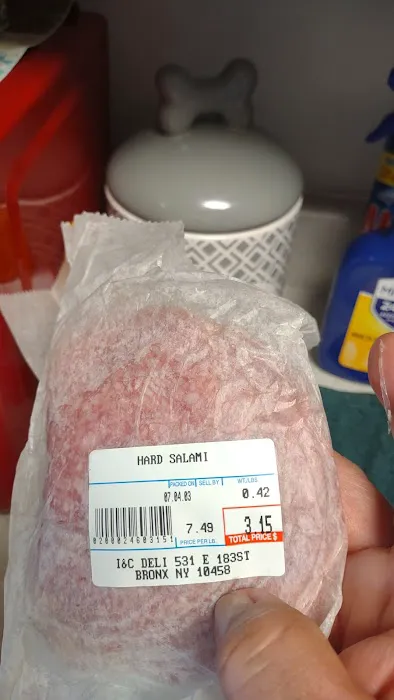 HARD SALAMI
PACKED ON SELL BY WT/LBS
07.04.03 0.42
7.49 3.15
0200024603151 PRICE PER LB. TOTAL PRICE $
I&C DELI 531 E 183ST
BRONX NY 10458